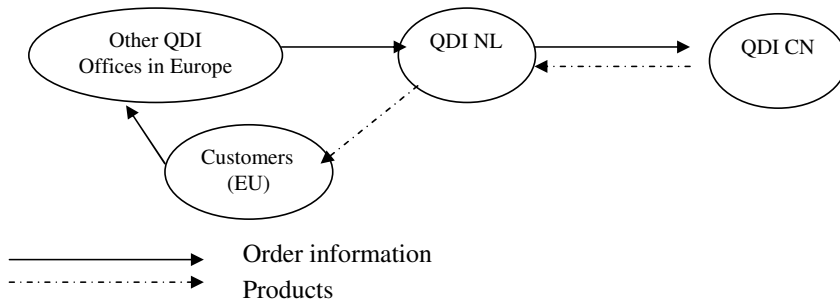 Other QDI
Offices in Europe
QDI NL
QDI CN
Customers
(EU)
Order information
Products